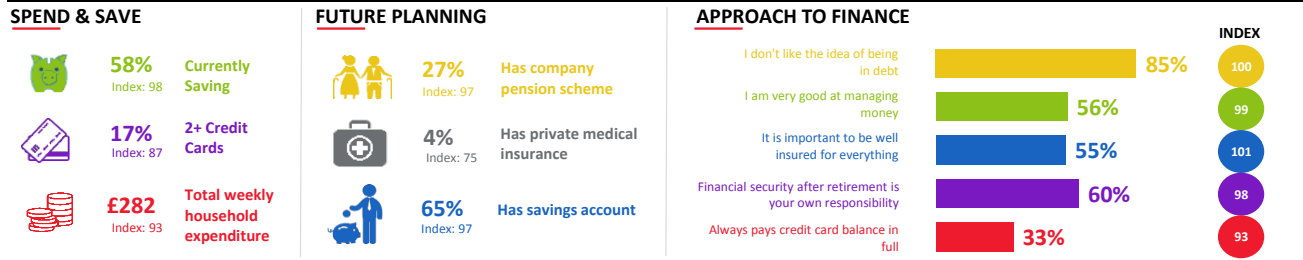 SPEND & SAVE
58%
Index: 98
Currently
Saving
17%
Index: 87
2+ Credit
Cards
£282
Index: 93
Total weekly
household
expenditure
FUTURE PLANNING
27%
Index: 97
Has company
pension scheme
4%
Index: 75
Has private medical
insurance
65%
Index: 97
Has savings account
APPROACH TO FINANCE
INDEX
I don't like the idea of being
in debt
85%
100
I am very good at managing
money
56%
99
It is important to be well
insured for everything
55%
101
Financial security after retirement is
your own responsibility
60%
98
Always pays credit card balance in
full
33%
93